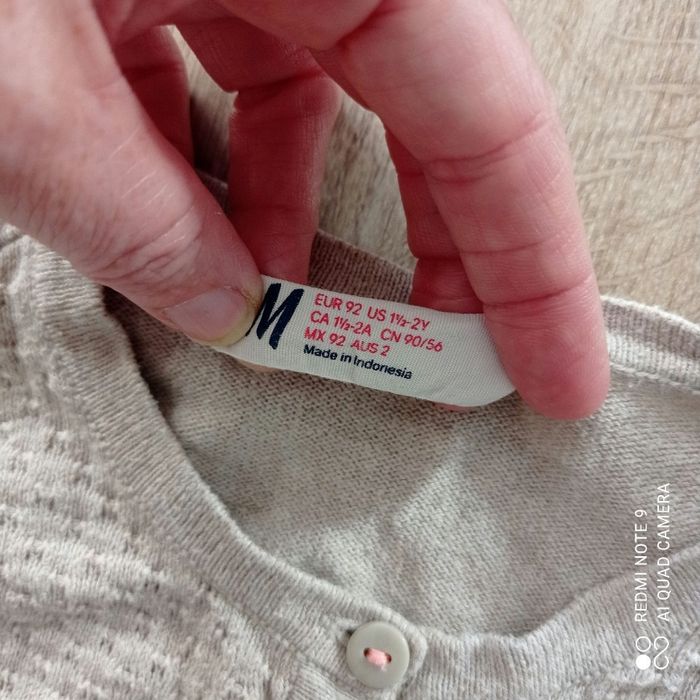 M
EUR 92 US 1½-2Y
CA 1½-2A CN 90/56
MX 92 AUS 2
Made in Indonesia
REDMI NOTE 9
AI QUAD CAMERA